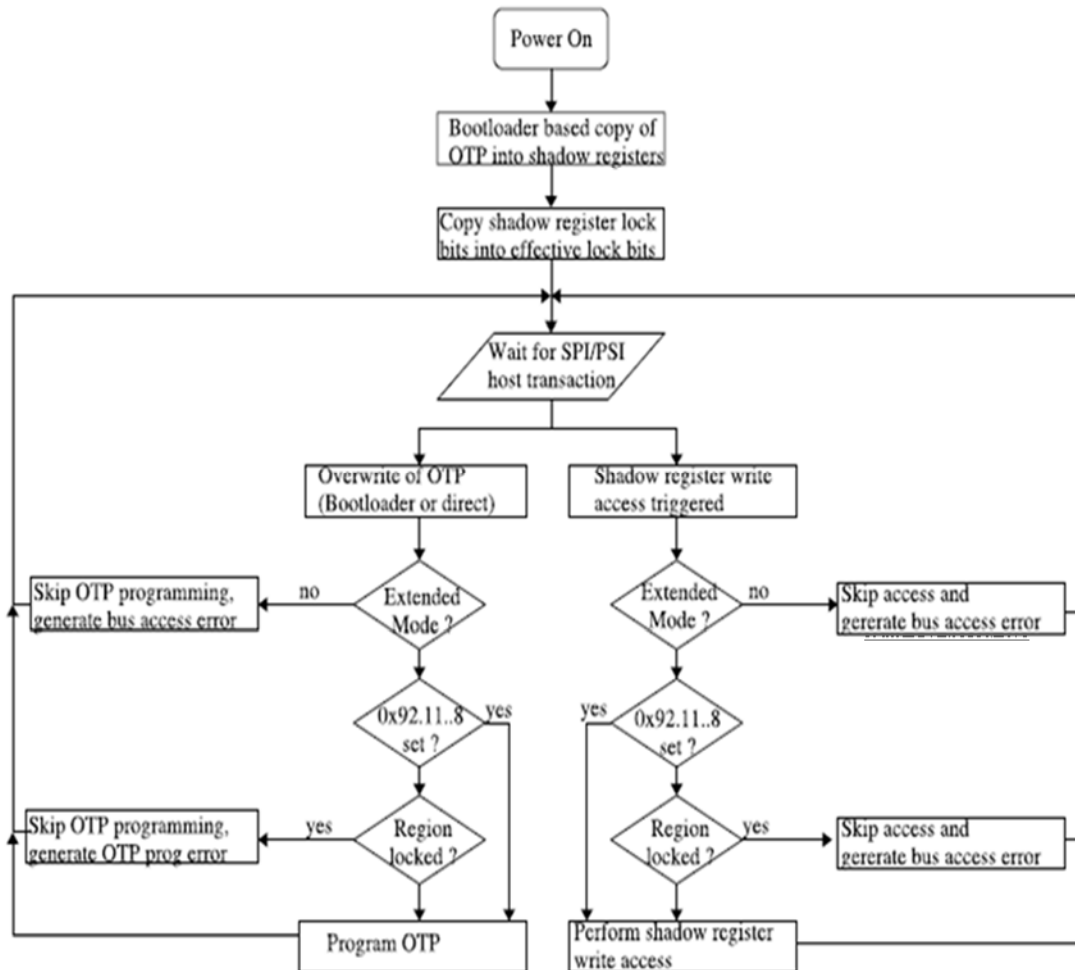 Power On
Bootloader based copy of
OTP into shadow registers
Copy shadow register lock
bits into effective lock bits
Wait for SPI/PSI
host transaction
Overwrite of OTP
(Bootloader or direct)
Shadow register write
access triggered
Skip OTP programming,
generate bus access error
no
Extended
Mode ?
Extended
Mode ?
no
Skip access and
gererate bus access error
0x92.11..8
set ?
yes
yes
0x92.11..8
set ?
Skip OTP programming,
generate OTP prog error
yes
Region
locked ?
Region
locked ?
yes
Skip access and
gererate bus access error
Program OTP
Perform shadow register
write access